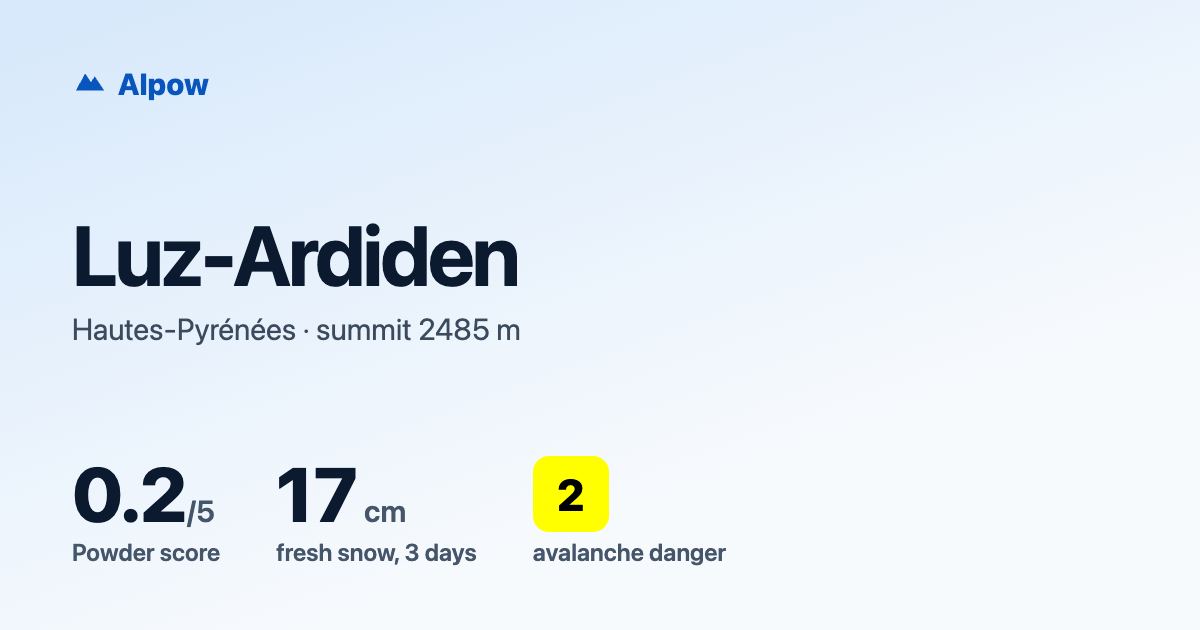 Alpow
Luz-Ardiden
Hautes-Pyrénées · summit 2485 m
0.2/5 17 cm 2
Powder score fresh snow, 3 days avalanche danger